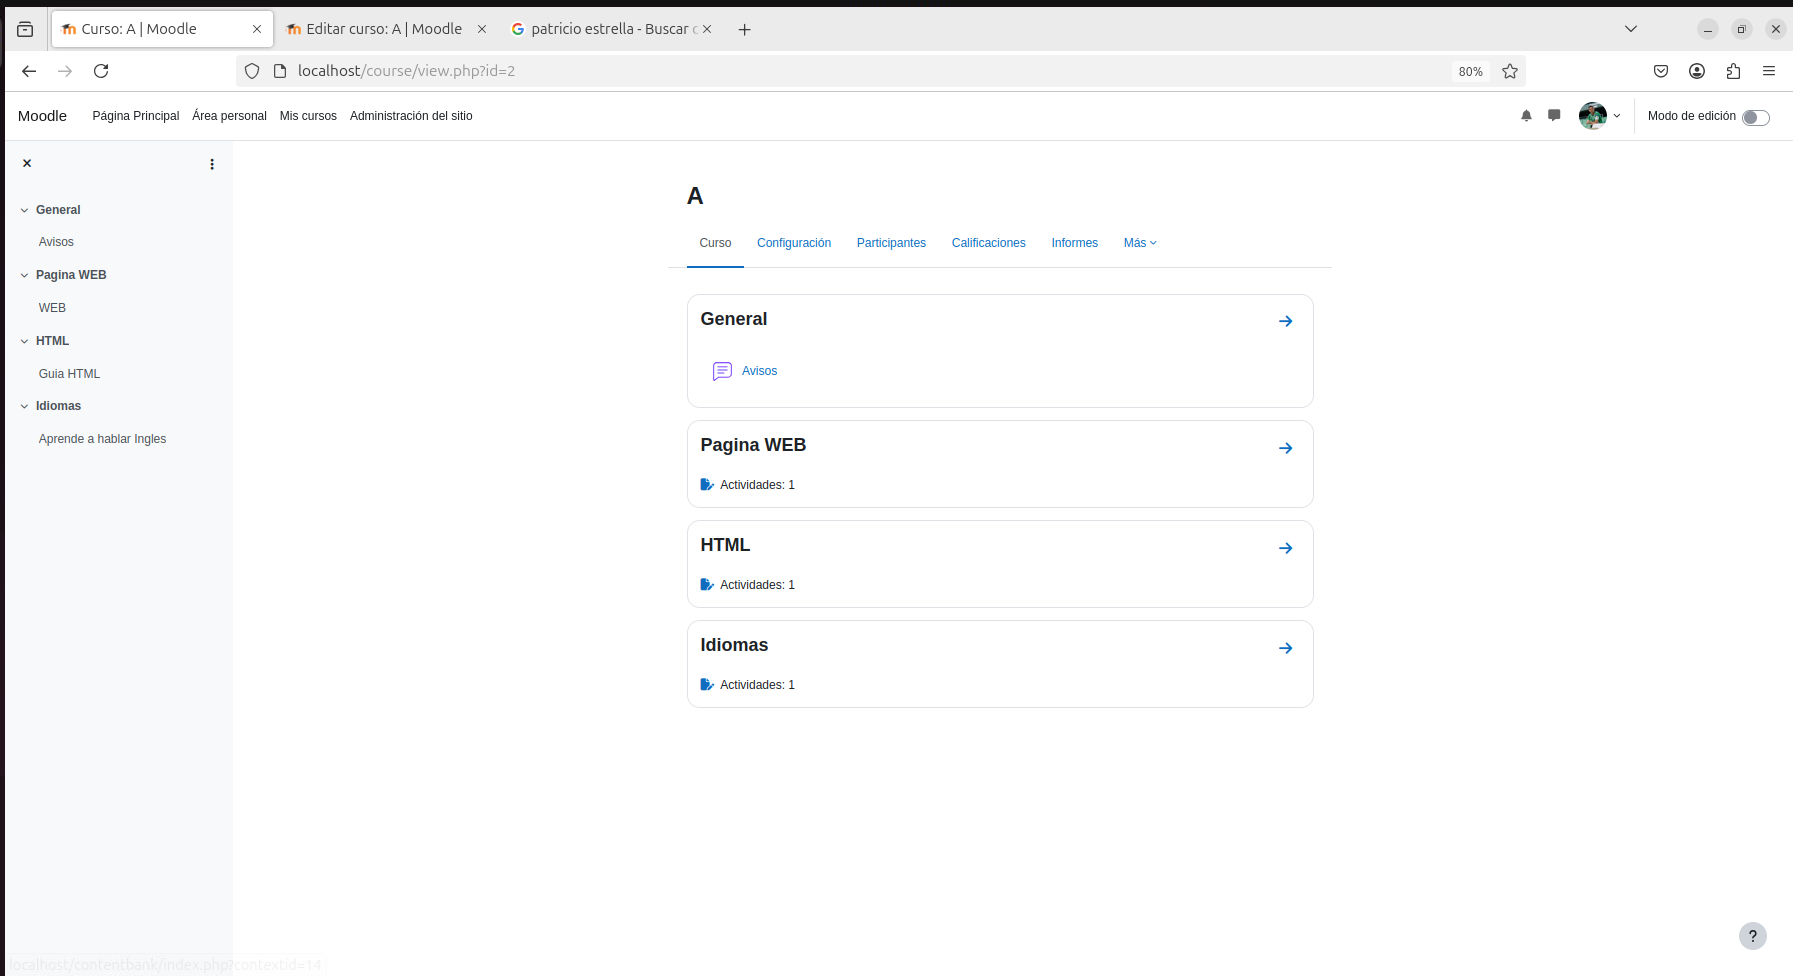 Curso: A | Moodle
Editar curso: A | Moodle
patricio estrella - Buscar c
localhost/course/view.php?id=2
80%
Moodle
Página Principal
Área personal
Mis cursos
Administración del sitio
Modo de edición
General
Avisos
Pagina WEB
WEB
HTML
Guia HTML
Idiomas
Aprende a hablar Ingles
A
Curso
Configuración
Participantes
Calificaciones
Informes
Más
General
Avisos
Pagina WEB
Actividades: 1
HTML
Actividades: 1
Idiomas
Actividades: 1
?
localhost/contentbank/index.php?contextid=14